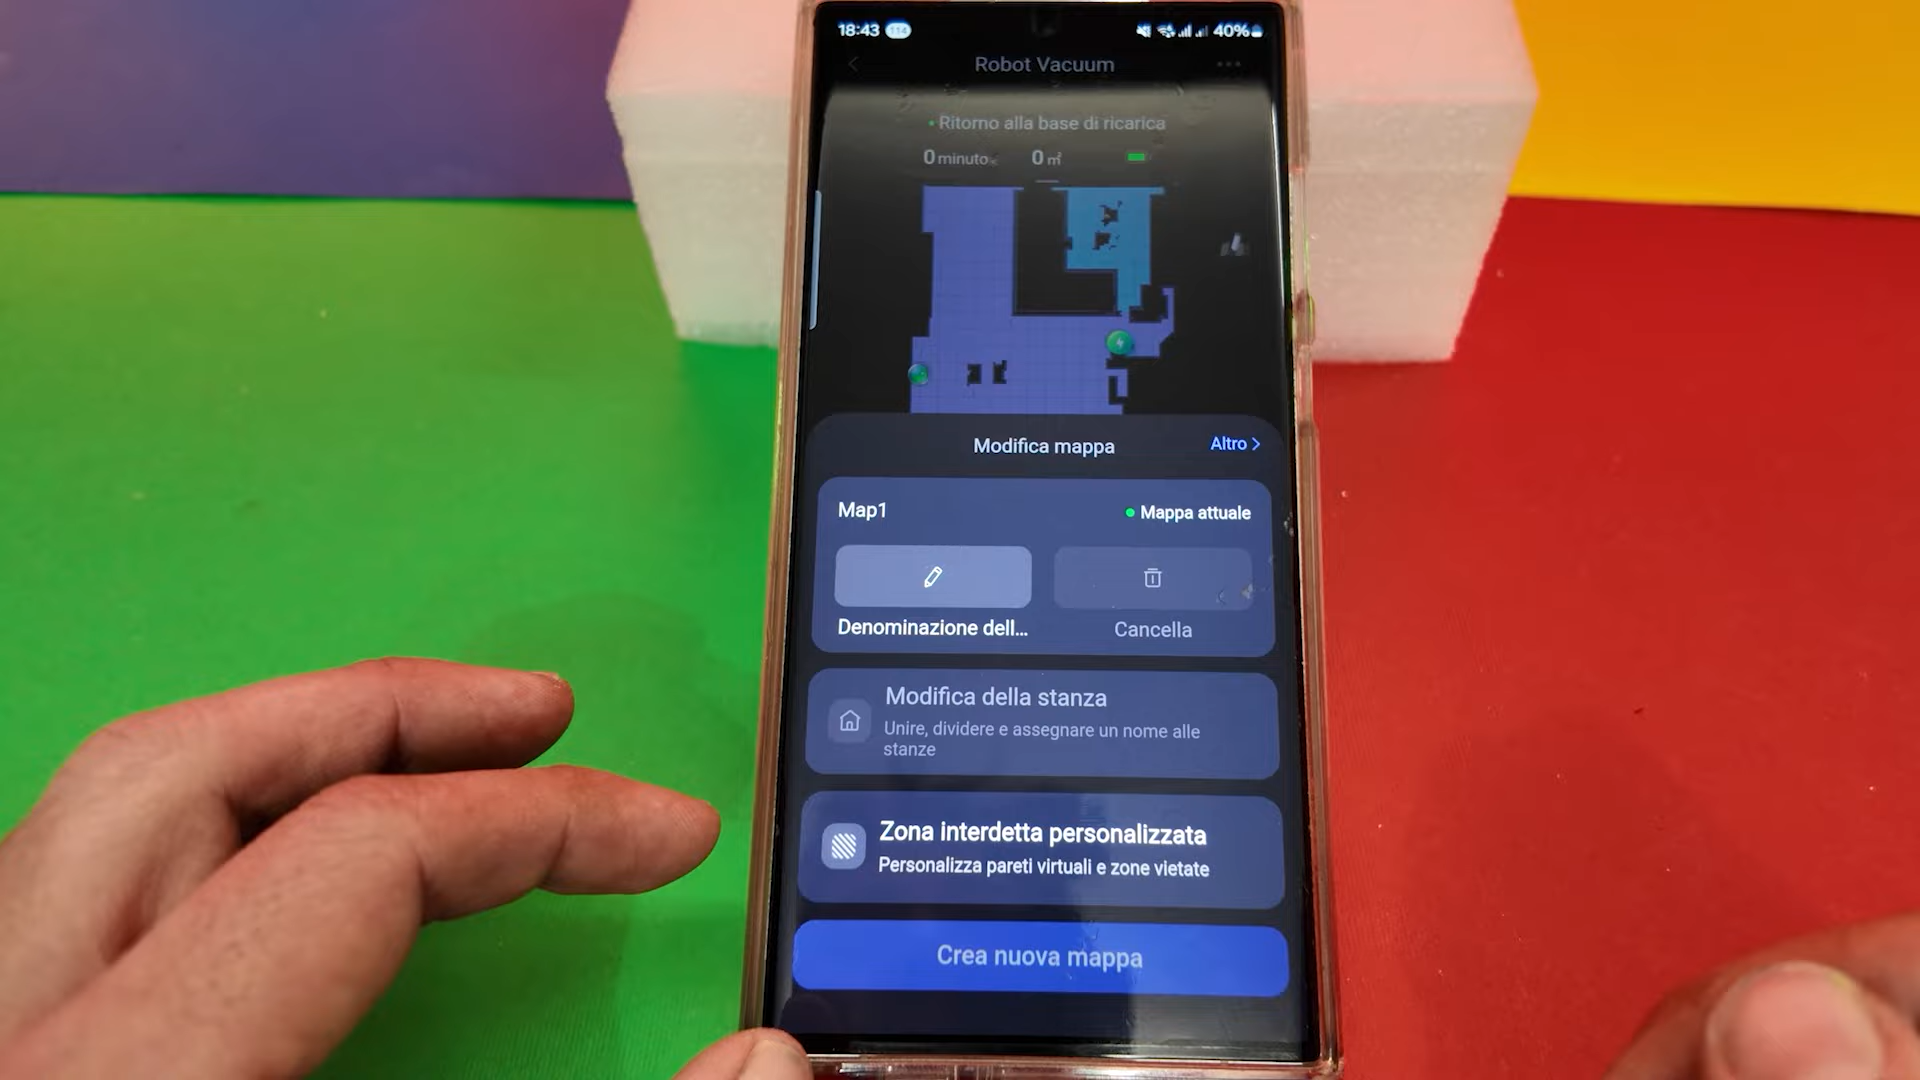 18:43 114 40%
Robot Vacuum
Ritorno alla base di ricarica
0 minuto 0 ㎡
Modifica mappa Altro >
Map1 Mappa attuale
Denominazione dell... Cancella
Modifica della stanza
Unire, dividere e assegnare un nome alle
stanze
Zona interdetta personalizzata
Personalizza pareti virtuali e zone vietate
Crea nuova mappa